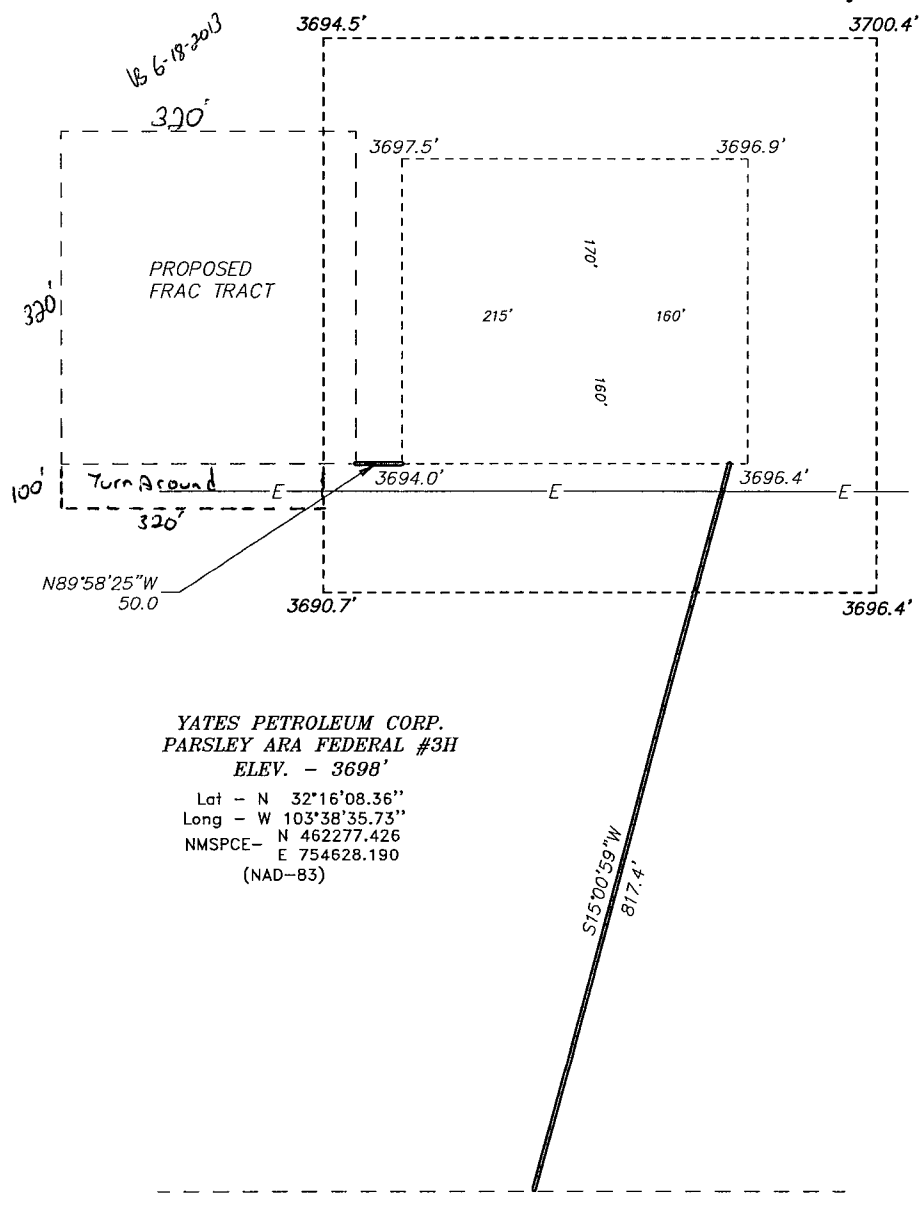 3694.5'
3700.4'
6-18-2013
320'
3697.5'
3696.9'
PROPOSED
FRAC TRACT
320'
170'
215'
160'
160'
100'
Turn Around
E
E
E
3694.0'
3696.4'
320'
N89°58'25"W
50.0
3690.7'
3696.4'
YATES PETROLEUM CORP.
PARSLEY ARA FEDERAL #3H
ELEV. - 3698'
Lat - N 32°16'08.36''
Long - W 103°38'35.73''
NMSPCE- N 462277.426
E 754628.190
(NAD-83)
S15°00'59"W
817.4'